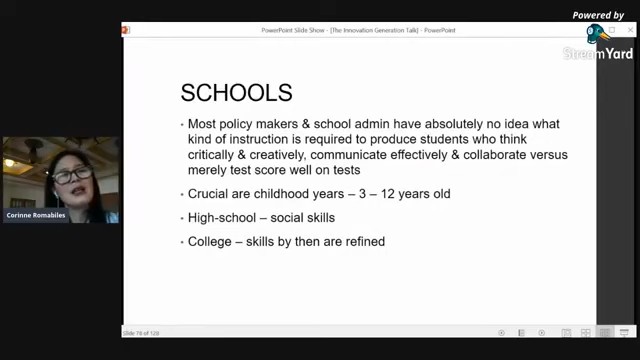 Powered by
PowerPoint Slide Show - [The Innovation Generation Talk] - PowerPoint
StreamYard
SCHOOLS
• Most policy makers & school admin have absolutely no idea what
kind of instruction is required to produce students who think
critically & creatively, communicate effectively & collaborate versus
merely test score well on tests
• Crucial are childhood years – 3 – 12 years old
• High-school – social skills
• College – skills by then are refined
Corinne Romabiles
Slide 78 of 128